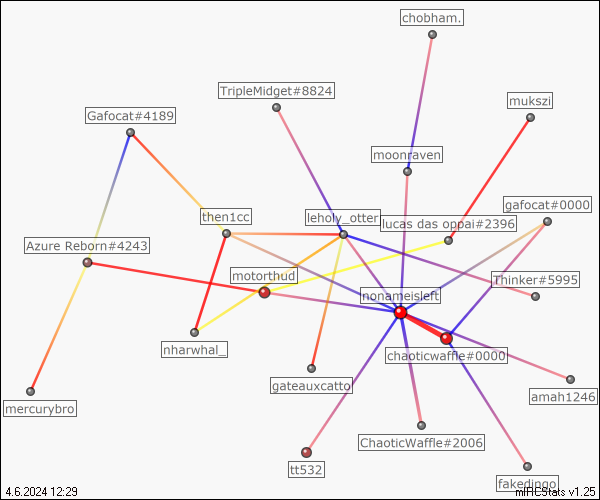 chobham.
TripleMidget#8824
mukszi
Gafocat#4189
moonraven
gafocat#0000
then1cc
leholy_otter
lucas das oppai#2396
Azure Reborn#4243
motorthud
Thinker#5995
nonameisleft
nharwhal_
chaoticwaffle#0000
gateauxcatto
amah1246
mercurybro
ChaoticWaffle#2006
tt532
fakedingo
4.6.2024 12:29
mIRCStats v1.25